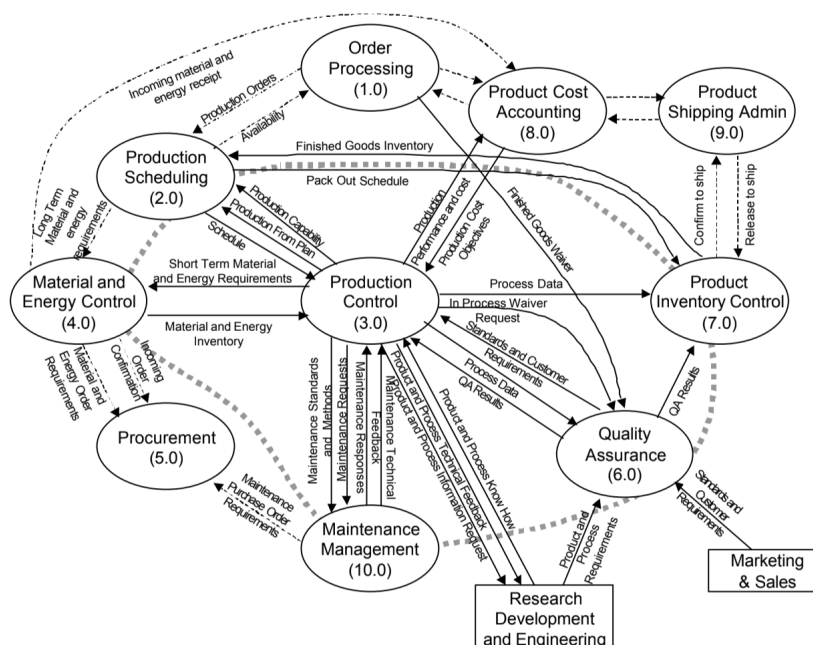 Order
Processing
(1.0)
Incoming material and
energy receipt
Production Orders
Availability
Product Cost
Accounting
(8.0)
Product
Shipping Admin
(9.0)
Production
Scheduling
(2.0)
Finished Goods Inventory
Pack Out Schedule
Finished Goods Waiver
Confirm to ship
Release to ship
Long Term
Material and
energy
requirements
Production Capability
Production From Plan
Schedule
Production
Performance and cost
Production Cost
Objectives
Material and
Energy Control
(4.0)
Short Term Material
and Energy Requirements
Material and Energy
Inventory
Production
Control
(3.0)
Process Data
In Process Waiver
Request
Product
Inventory Control
(7.0)
Standards and Customer
Requirements
Process Data
QA Results
QA Results
Material and
Energy Order
Requirements
Incoming
Order
Confirmation
Procurement
(5.0)
Maintenance Standards
and Methods
Maintenance Requests
Maintenance Responses
Maintenance Technical
Feedback
Product and Process Technical Feedback
Product and Process Information Request
Product and Process Know How
Quality
Assurance
(6.0)
Maintenance
Purchase Order
Requirements
Maintenance
Management
(10.0)
Product and
Process
Requirements
Standards and
Customer
Requirements
Marketing
& Sales
Research
Development
and Engineering